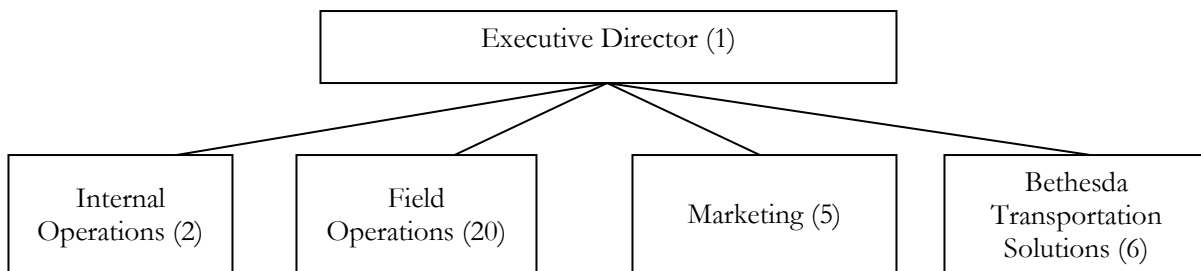 Executive Director (1)
Internal
Operations (2)
Field
Operations (20)
Marketing (5)
Bethesda
Transportation
Solutions (6)